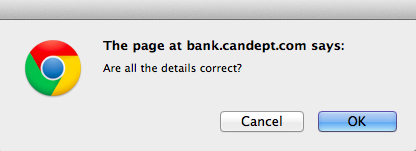 The page at bank.candept.com says:
Are all the details correct?
Cancel
OK